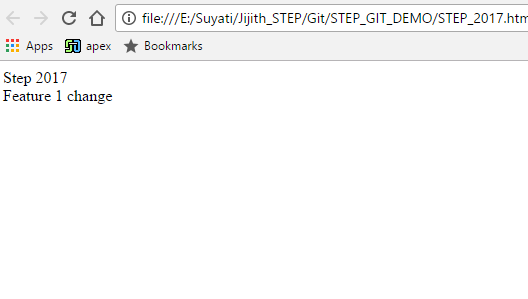 file:///E:/Suyati/Jijith_STEP/Git/STEP_GIT_DEMO/STEP_2017.htm
Apps apex Bookmarks
Step 2017
Feature 1 change